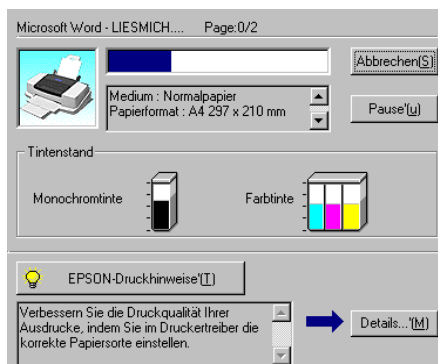 Microsoft Word - LIESMICH.... Page:0/2
Abbrechen(S)
Medium : Normalpapier
Papierformat : A4 297 x 210 mm
Pause'(u)
Tintenstand
Monochromtinte
Farbtinte
EPSON-Druckhinweise'(T)
Verbessern Sie die Druckqualität Ihrer
Ausdrucke, indem Sie im Druckertreiber die
korrekte Papiersorte einstellen.
Details...'(M)